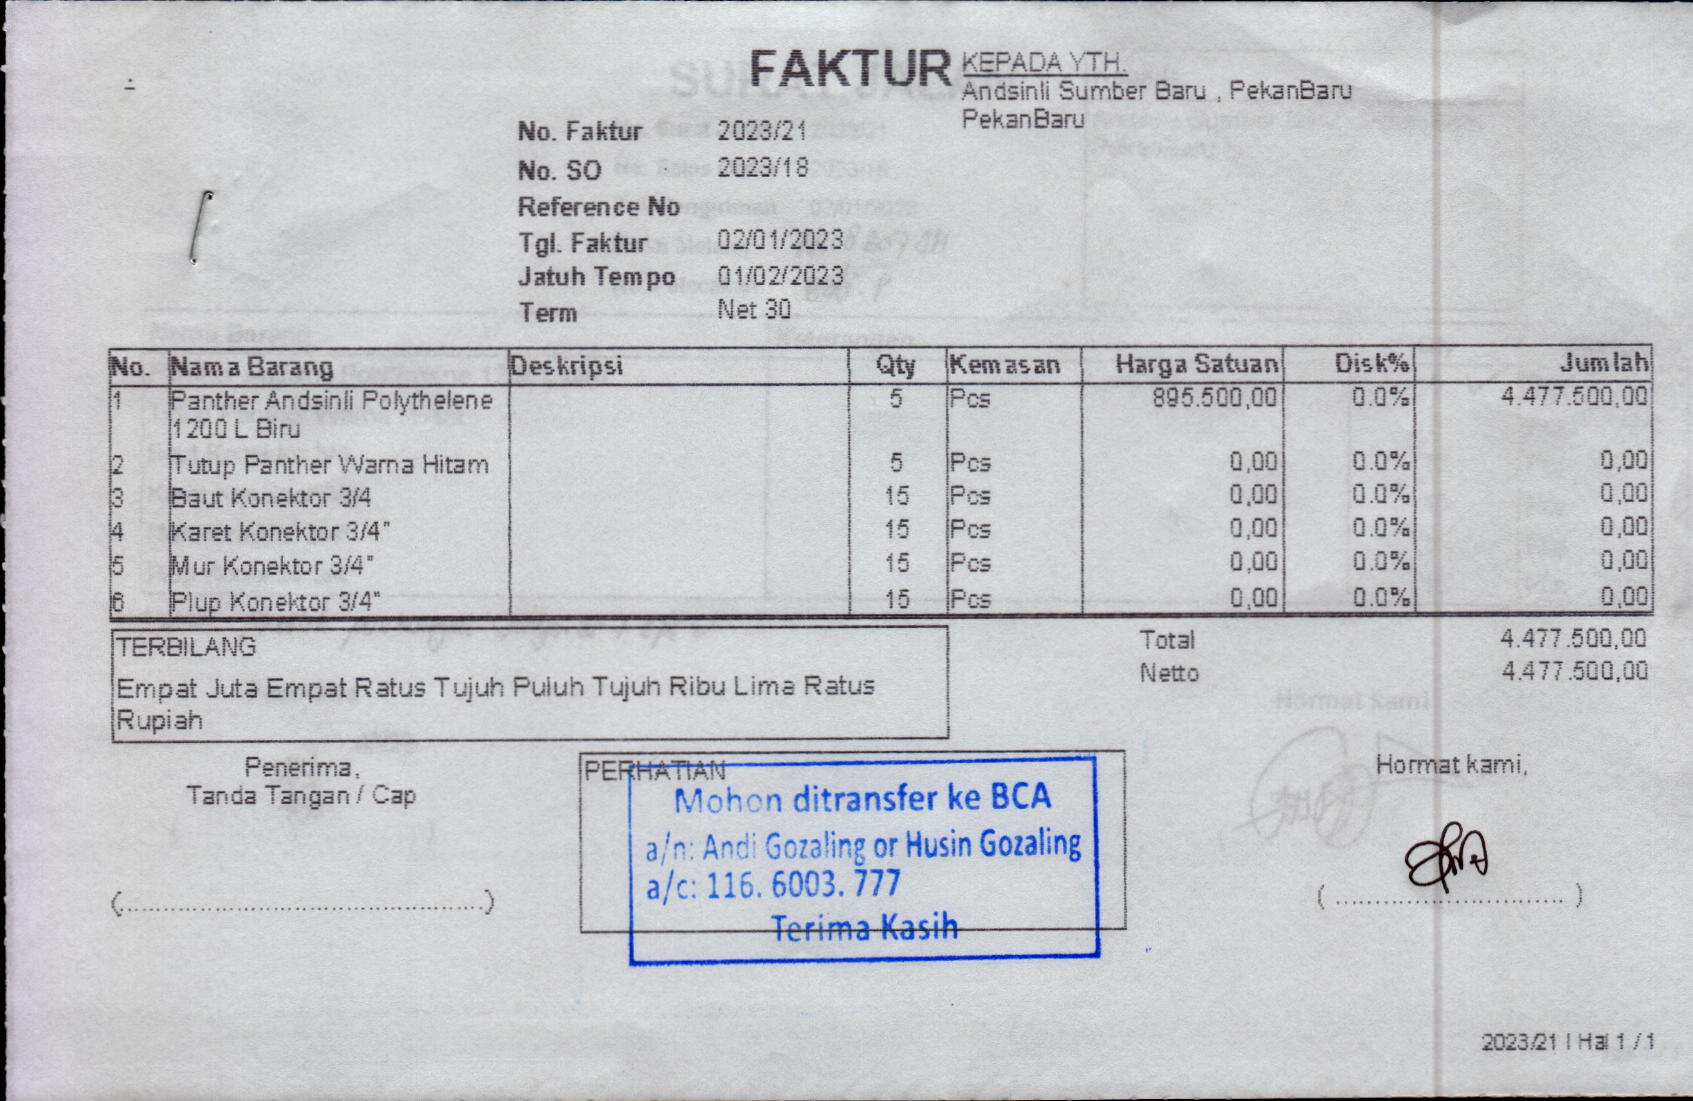 FAKTUR
KEPADA YTH.
Andsinli Sumber Baru , PekanBaru
PekanBaru
No. Faktur 2023/21
No. SO 2023/18
Reference No
Tgl. Faktur 02/01/2023
Jatuh Tempo 01/02/2023
Term Net 30
No. Nama Barang Deskripsi Qty Kemasan Harga Satuan Disk% Jumlah
1 Panther Andsinli Polythelene 5 Pcs 895.500,00 0.0% 4.477.500,00
1200 L Biru
2 Tutup Panther Warna Hitam 5 Pcs 0,00 0.0% 0,00
3 Baut Konektor 3/4 15 Pcs 0,00 0.0% 0,00
4 Karet Konektor 3/4" 15 Pcs 0,00 0.0% 0,00
5 Mur Konektor 3/4" 15 Pcs 0,00 0.0% 0,00
6 Plup Konektor 3/4" 15 Pcs 0,00 0.0% 0,00
TERBILANG
Empat Juta Empat Ratus Tujuh Puluh Tujuh Ribu Lima Ratus
Rupiah
Total 4.477.500,00
Netto 4.477.500,00
Penerima,
Tanda Tangan / Cap
(................................................)
PERHATIAN
Mohon ditransfer ke BCA
a/n: Andi Gozaling or Husin Gozaling
a/c: 116. 6003. 777
Terima Kasih
Hormat kami,
( .............................. )
2023/21 | Hal 1 / 1